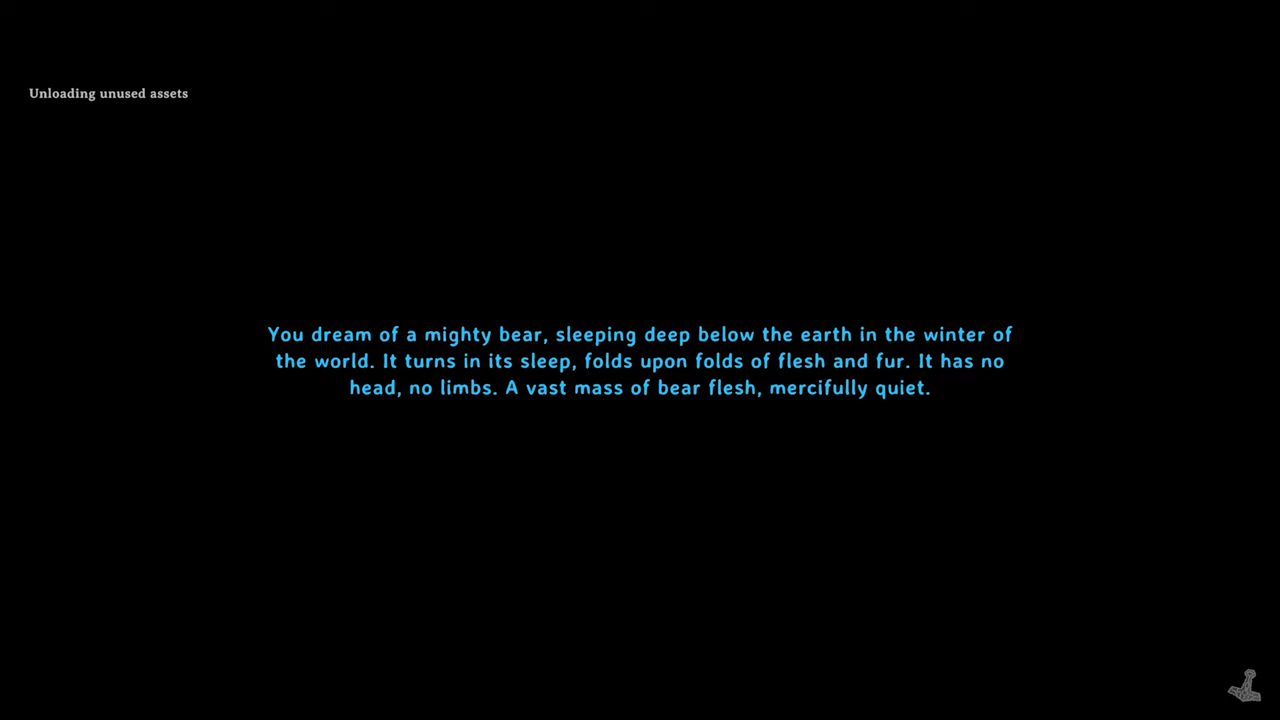 Unloading unused assets
You dream of a mighty bear, sleeping deep below the earth in the winter of
the world. It turns in its sleep, folds upon folds of flesh and fur. It has no
head, no limbs. A vast mass of bear flesh, mercifully quiet.